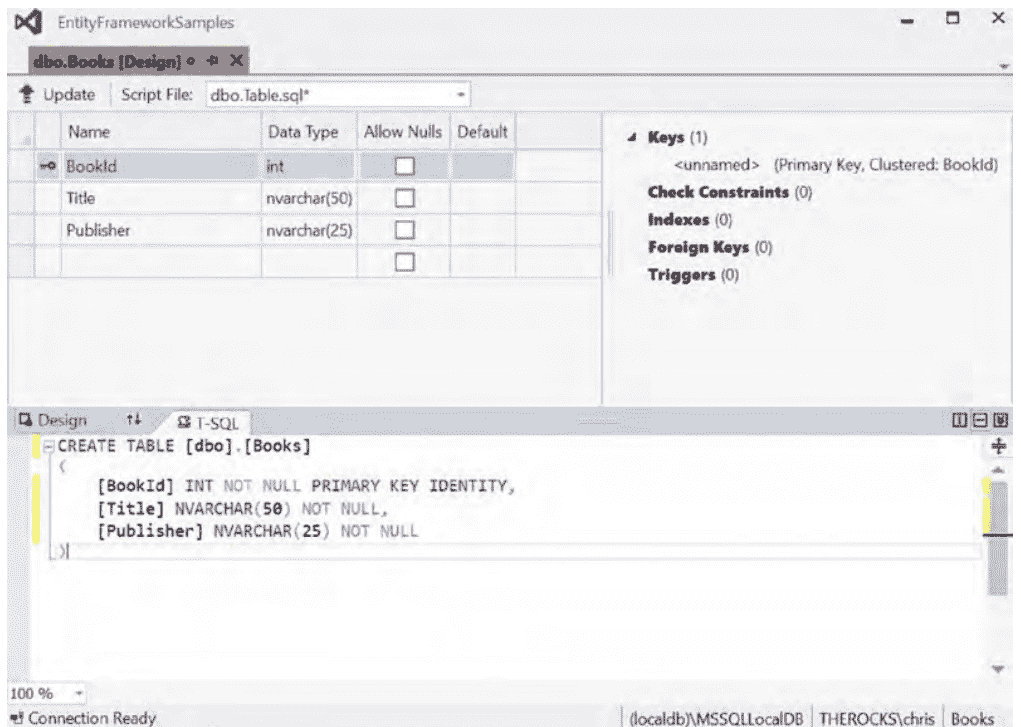 EntityFrameworkSamples
dbo.Books [Design]
Update Script File: dbo.Table.sql*
Name Data Type Allow Nulls Default
BookId int
Title nvarchar(50)
Publisher nvarchar(25)
Keys (1)
<unnamed> (Primary Key, Clustered: BookId)
Check Constraints (0)
Indexes (0)
Foreign Keys (0)
Triggers (0)
Design T-SQL
CREATE TABLE [dbo].[Books]
(
[BookId] INT NOT NULL PRIMARY KEY IDENTITY,
[Title] NVARCHAR(50) NOT NULL,
[Publisher] NVARCHAR(25) NOT NULL
)
100 %
Connection Ready (localdb)\MSSQLLocalDB THEROCKS\chris Books